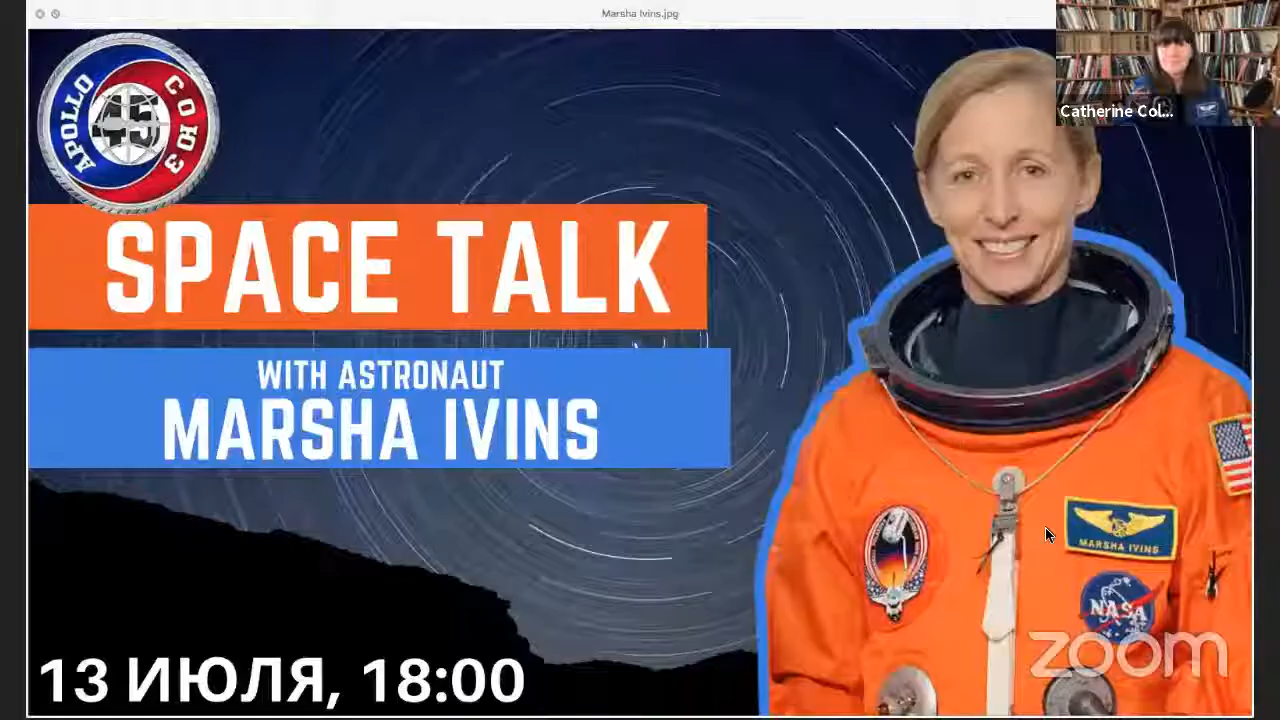 Marsha Ivins.jpg
Catherine Col...
APOLLO
45
СОЮЗ
SPACE TALK
WITH ASTRONAUT
MARSHA IVINS
MARSHA IVINS
NASA
zoom
13 ИЮЛЯ, 18:00